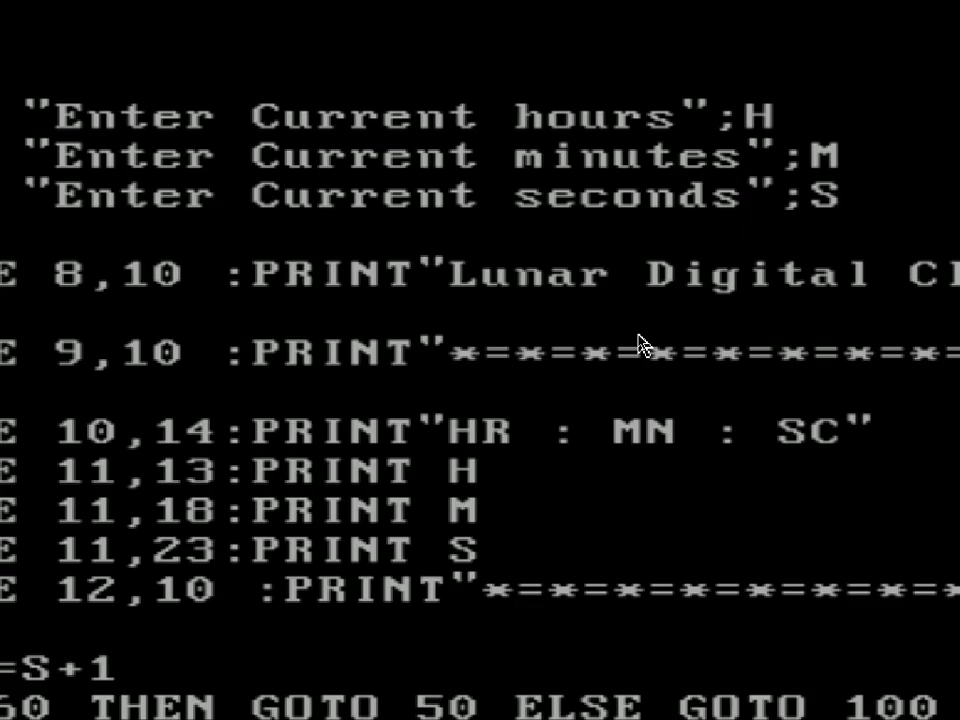 "Enter Current hours";H
"Enter Current minutes";M
"Enter Current seconds";S
E 8,10 :PRINT"Lunar Digital Cl
E 9,10 :PRINT"*=*=*=*=*=*=*=*=
E 10,14:PRINT"HR : MN : SC"
E 11,13:PRINT H
E 11,18:PRINT M
E 11,23:PRINT S
E 12,10 :PRINT"*=*=*=*=*=*=*=*
=S+1
60 THEN GOTO 50 ELSE GOTO 100